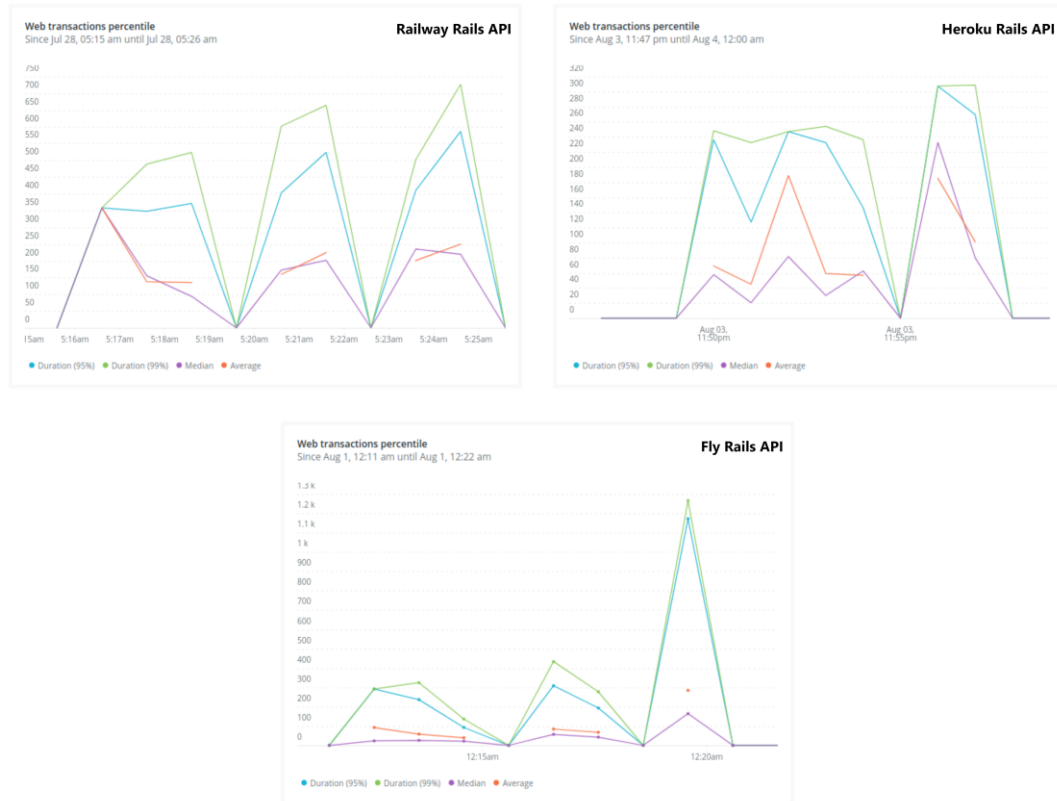 Web transactions percentile
Railway Rails API
Since Jul 28, 05:15 am until Jul 28, 05:26 am
750
700
650
600
550
500
450
400
350
300
250
200
150
100
50
0
15am 5:16am 5:17am 5:18am 5:19am 5:20am 5:21am 5:22am 5:23am 5:24am 5:25am
Duration (95%) Duration (99%) Median Average
Web transactions percentile
Heroku Rails API
Since Aug 3, 11:47 pm until Aug 4, 12:00 am
320
300
280
260
240
220
200
180
160
140
120
100
80
60
40
20
0
Aug 03, Aug 03,
11:50pm 11:55pm
Duration (95%) Duration (99%) Median Average
Web transactions percentile
Fly Rails API
Since Aug 1, 12:11 am until Aug 1, 12:22 am
1.3 k
1.2 k
1.1 k
1 k
900
800
700
600
500
400
300
200
100
0
12:15am 12:20am
Duration (95%) Duration (99%) Median Average